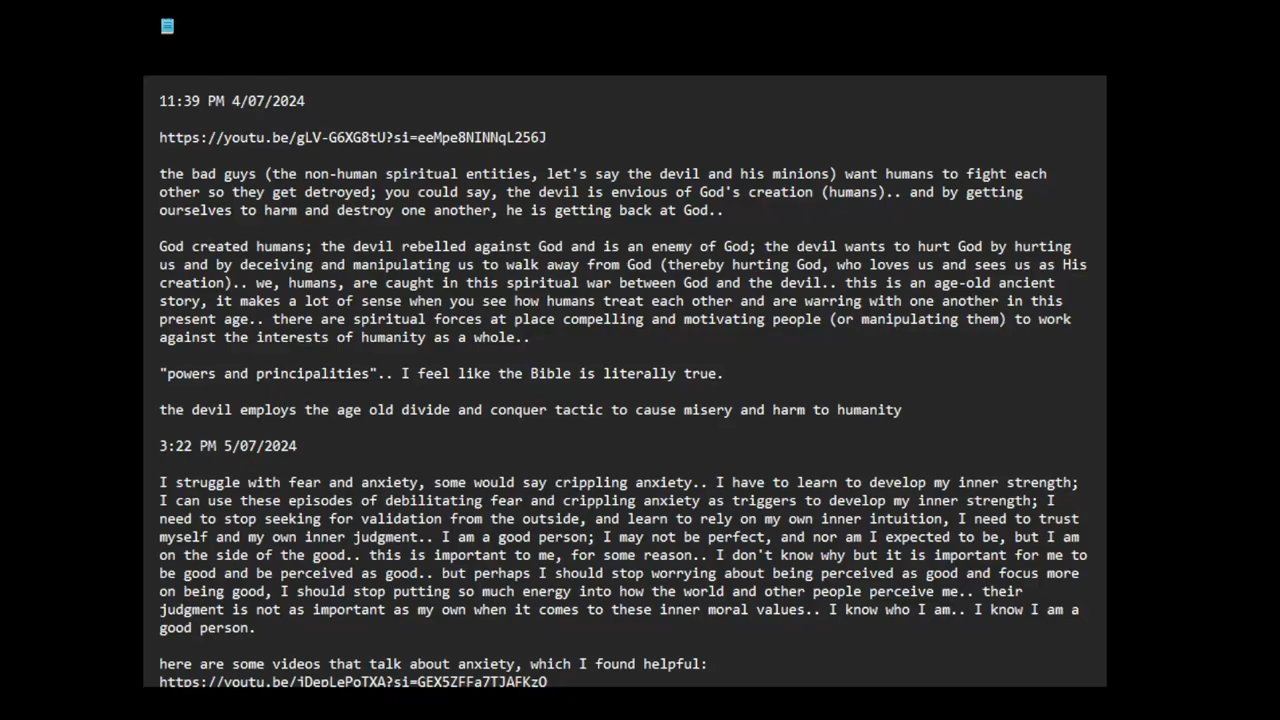 11:39 PM 4/07/2024
https://youtu.be/gLV-G6XG8tU?si=eeMpe8NINNqL256J
the bad guys (the non-human spiritual entities, let's say the devil and his minions) want humans to fight each
other so they get detroyed; you could say, the devil is envious of God's creation (humans).. and by getting
ourselves to harm and destroy one another, he is getting back at God..
God created humans; the devil rebelled against God and is an enemy of God; the devil wants to hurt God by hurting
us and by deceiving and manipulating us to walk away from God (thereby hurting God, who loves us and sees us as His
creation).. we, humans, are caught in this spiritual war between God and the devil.. this is an age-old ancient
story, it makes a lot of sense when you see how humans treat each other and are warring with one another in this
present age.. there are spiritual forces at place compelling and motivating people (or manipulating them) to work
against the interests of humanity as a whole..
"powers and principalities".. I feel like the Bible is literally true.
the devil employs the age old divide and conquer tactic to cause misery and harm to humanity
3:22 PM 5/07/2024
I struggle with fear and anxiety, some would say crippling anxiety.. I have to learn to develop my inner strength;
I can use these episodes of debilitating fear and crippling anxiety as triggers to develop my inner strength; I
need to stop seeking for validation from the outside, and learn to rely on my own inner intuition, I need to trust
myself and my own inner judgment.. I am a good person; I may not be perfect, and nor am I expected to be, but I am
on the side of the good.. this is important to me, for some reason.. I don't know why but it is important for me to
be good and be perceived as good.. but perhaps I should stop worrying about being perceived as good and focus more
on being good, I should stop putting so much energy into how the world and other people perceive me.. their
judgment is not as important as my own when it comes to these inner moral values.. I know who I am.. I know I am a
good person.
here are some videos that talk about anxiety, which I found helpful:
https://youtu.be/jDepLePoTXA?si=GEX5ZFFa7TJAFKzO